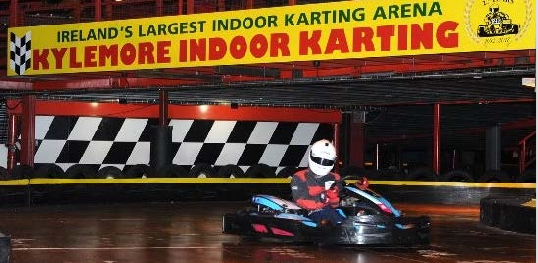 IRELAND'S LARGEST INDOOR KARTING ARENA
KYLEMORE INDOOR KARTING